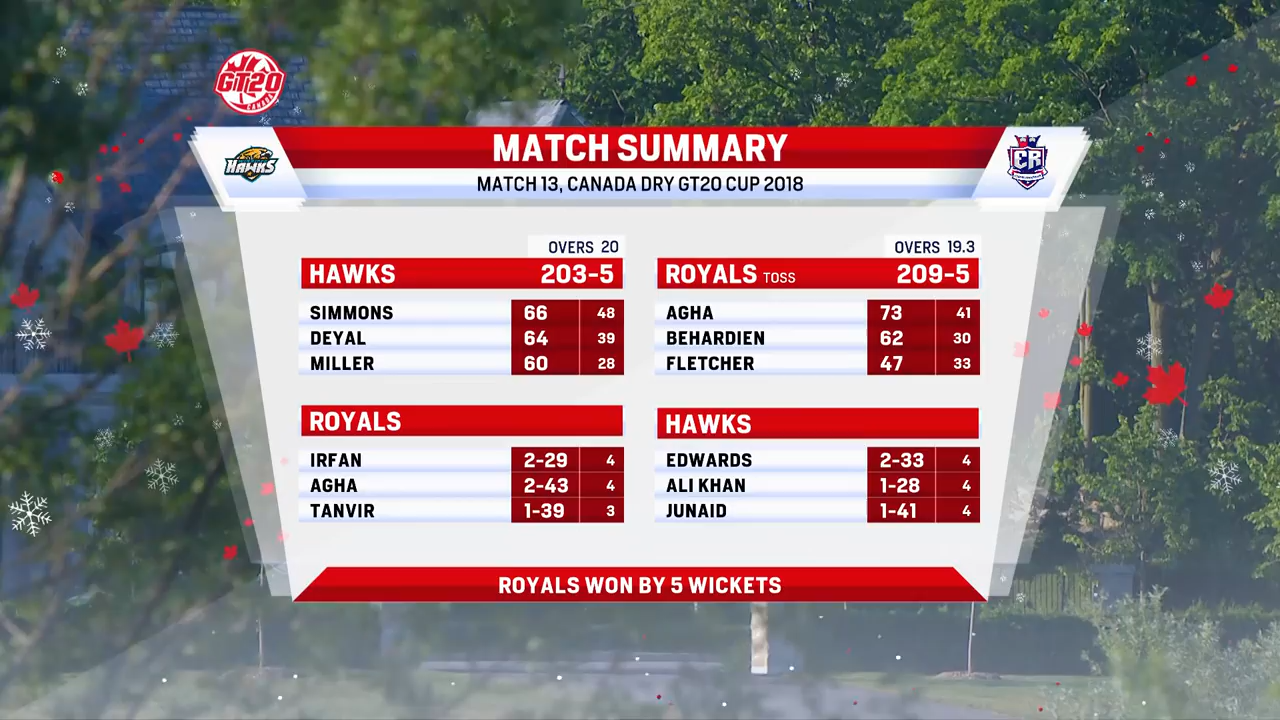 GT20
CANADA
HAWKS
MATCH SUMMARY
CR
MATCH 13, CANADA DRY GT20 CUP 2018
OVERS 20
HAWKS 203-5
SIMMONS 66 48
DEYAL 64 39
MILLER 60 28
ROYALS
IRFAN 2-29 4
AGHA 2-43 4
TANVIR 1-39 3
OVERS 19.3
ROYALS TOSS 209-5
AGHA 73 41
BEHARDIEN 62 30
FLETCHER 47 33
HAWKS
EDWARDS 2-33 4
ALI KHAN 1-28 4
JUNAID 1-41 4
ROYALS WON BY 5 WICKETS